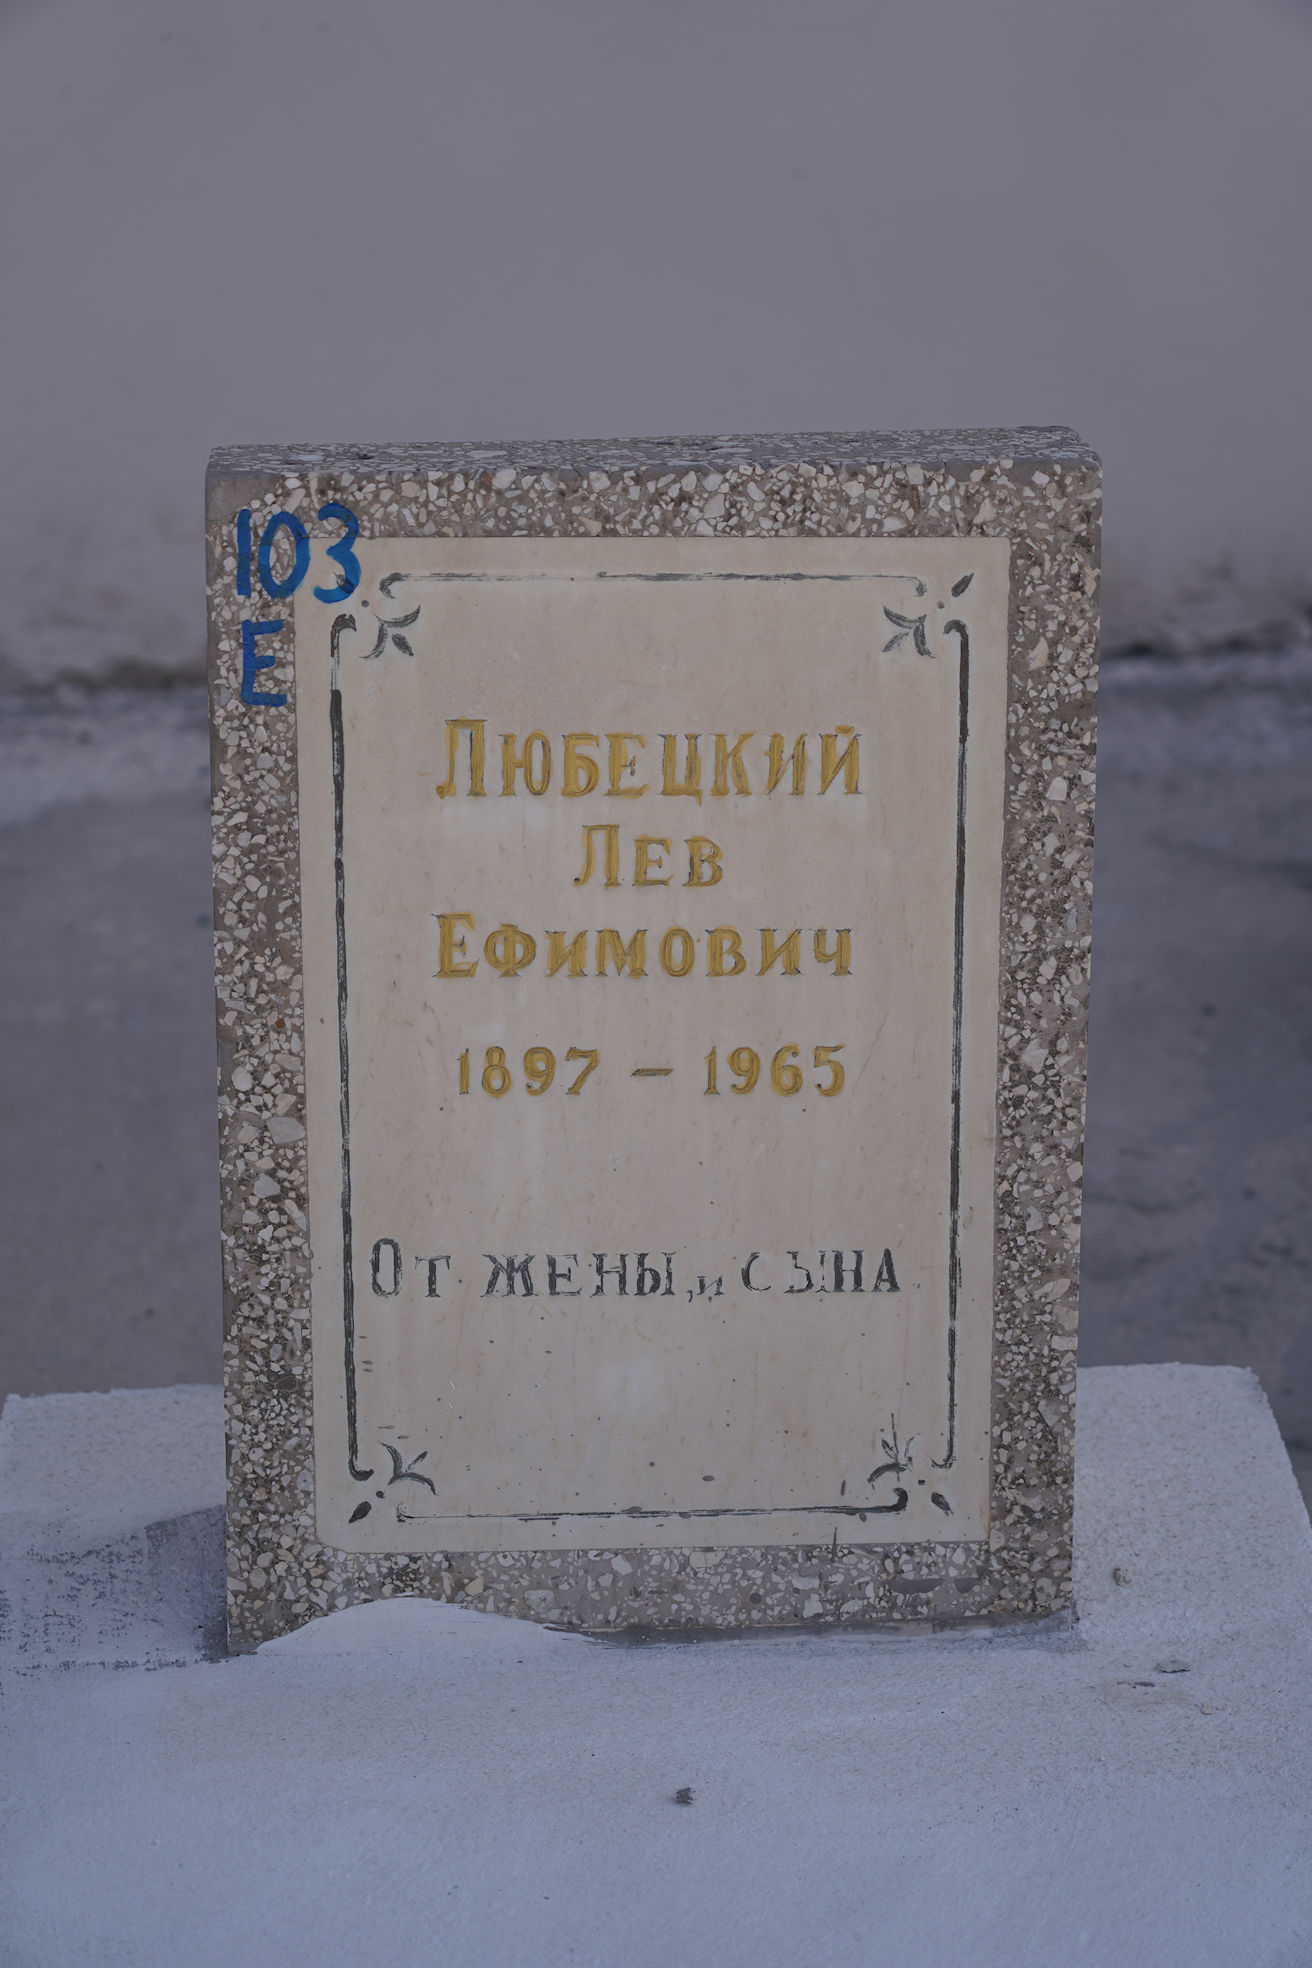 103
E
Любецкий
Лев
Ефимович
1897 – 1965
От жены, и сына